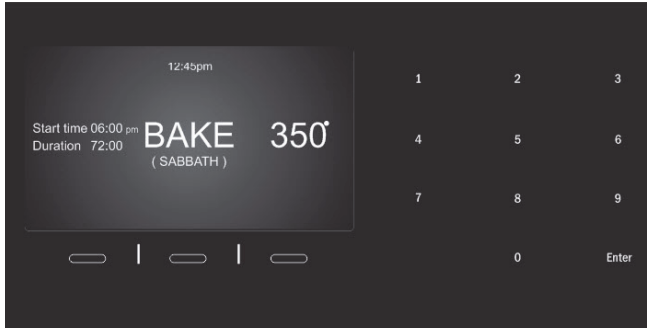 12:45pm
Start time 06:00 pm BAKE 350°
Duration 72:00
( SABBATH )
1 2 3
4 5 6
7 8 9
0 Enter